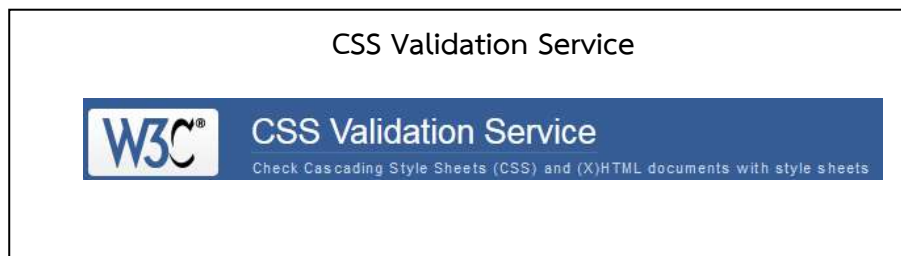 CSS Validation Service
W3C®
CSS Validation Service
Check Cascading Style Sheets (CSS) and (X)HTML documents with style sheets